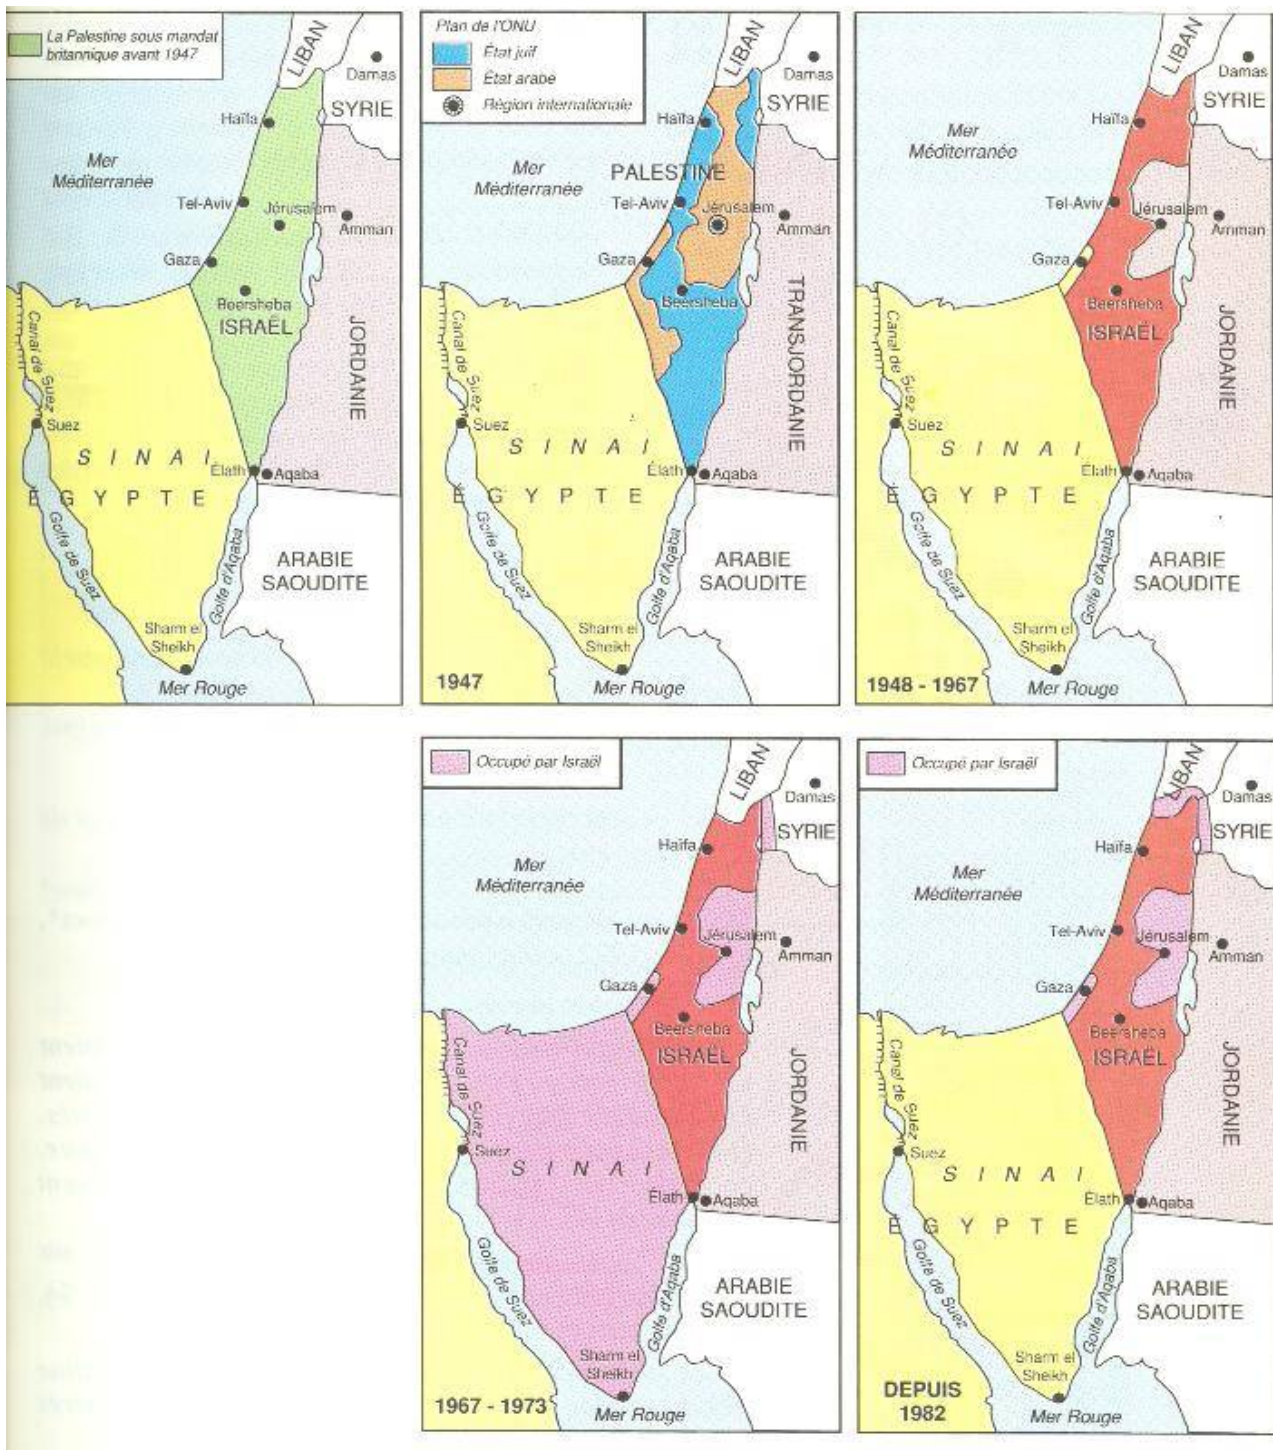 La Palestine sous mandat
britannique avant 1947
LIBAN
Damas
SYRIE
Haïfa
Mer
Méditerranée
Tel-Aviv
Jérusalem
Amman
Gaza
Beersheba
ISRAËL
JORDANIE
Canal de Suez
Suez
SINAI
Élath
Aqaba
ÉGYPTE
Golfe de Suez
Golfe d'Aqaba
ARABIE
SAOUDITE
Sharm el
Sheikh
Mer Rouge
Plan de l'ONU
État juif
État arabe
Région internationale
LIBAN
Damas
SYRIE
Haïfa
Mer
Méditerranée
PALESTINE
Tel-Aviv
Jérusalem
Amman
Gaza
Beersheba
TRANSJORDANIE
Canal de Suez
Suez
SINAI
Élath
Aqaba
ÉGYPTE
Golfe de Suez
Golfe d'Aqaba
ARABIE
SAOUDITE
Sharm el
Sheikh
1947
Mer Rouge
LIBAN
Damas
SYRIE
Haïfa
Mer
Méditerranée
Tel-Aviv
Jérusalem
Amman
Gaza
Beersheba
ISRAËL
JORDANIE
Canal de Suez
Suez
SINAI
Élath
Aqaba
ÉGYPTE
Golfe de Suez
Golfe d'Aqaba
ARABIE
SAOUDITE
Sharm el
Sheikh
1948 - 1967
Mer Rouge
Occupé par Israël
LIBAN
Damas
SYRIE
Haïfa
Mer
Méditerranée
Tel-Aviv
Jérusalem
Amman
Gaza
Beersheba
ISRAËL
JORDANIE
Canal de Suez
Suez
SINAI
Élath
Aqaba
Golfe de Suez
Golfe d'Aqaba
ARABIE
SAOUDITE
Sharm el
Sheikh
1967 - 1973
Mer Rouge
Occupé par Israël
LIBAN
Damas
SYRIE
Haïfa
Mer
Méditerranée
Tel-Aviv
Jérusalem
Amman
Gaza
Beersheba
ISRAËL
JORDANIE
Canal de Suez
Suez
SINAI
Élath
Aqaba
ÉGYPTE
Golfe de Suez
Golfe d'Aqaba
ARABIE
SAOUDITE
Sharm el
Sheikh
DEPUIS
1982
Mer Rouge